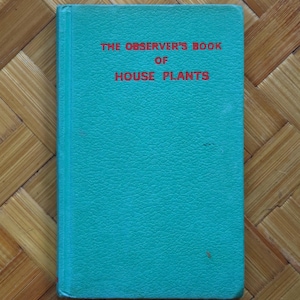 THE OBSERVER'S BOOK
OF
HOUSE PLANTS